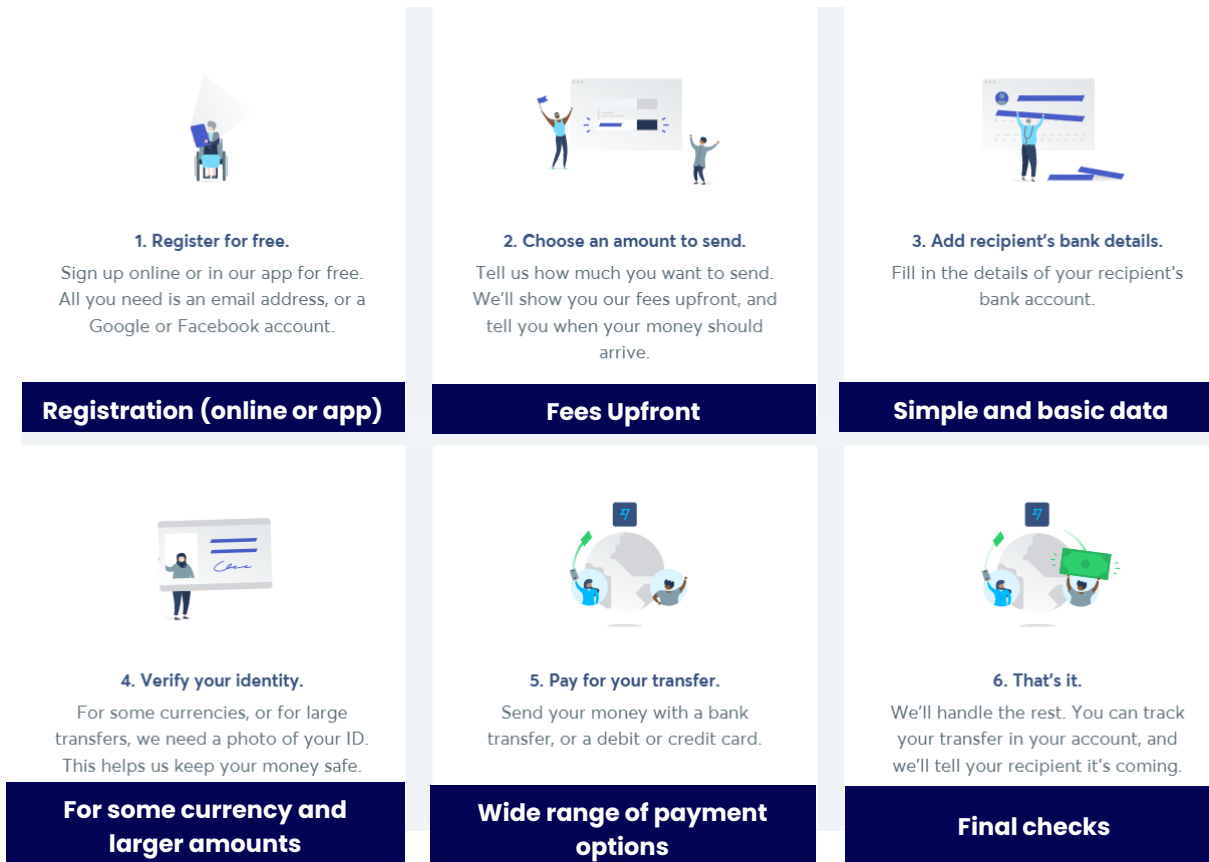 1. Register for free.
Sign up online or in our app for free.
All you need is an email address, or a
Google or Facebook account.
Registration (online or app)
2. Choose an amount to send.
Tell us how much you want to send.
We'll show you our fees upfront, and
tell you when your money should
arrive.
Fees Upfront
3. Add recipient's bank details.
Fill in the details of your recipient's
bank account.
Simple and basic data
4. Verify your identity.
For some currencies, or for large
transfers, we need a photo of your ID.
This helps us keep your money safe.
For some currency and
larger amounts
5. Pay for your transfer.
Send your money with a bank
transfer, or a debit or credit card.
Wide range of payment
options
6. That's it.
We'll handle the rest. You can track
your transfer in your account, and
we'll tell your recipient it's coming.
Final checks